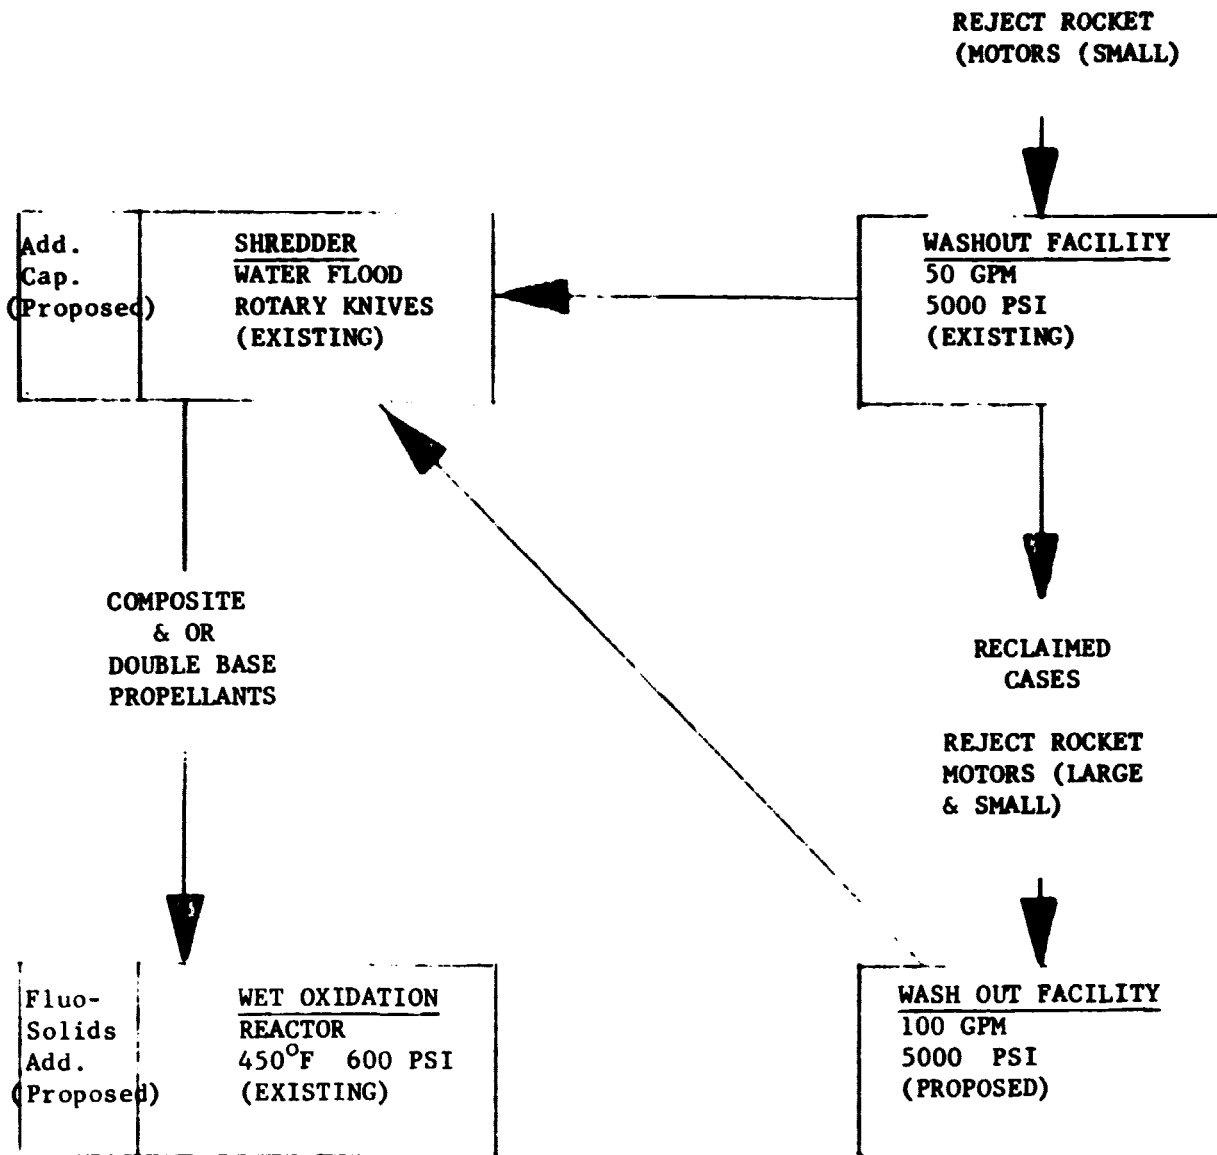 REJECT ROCKET
(MOTORS (SMALL)
Add.
Cap.
(Proposed)
SHREDDER
WATER FLOOD
ROTARY KNIVES
(EXISTING)
WASHOUT FACILITY
50 GPM
5000 PSI
(EXISTING)
COMPOSITE
& OR
DOUBLE BASE
PROPELLANTS
RECLAIMED
CASES
REJECT ROCKET
MOTORS (LARGE
& SMALL)
Fluo-
Solids
Add.
(Proposed)
WET OXIDATION
REACTOR
450°F 600 PSI
(EXISTING)
WASH OUT FACILITY
100 GPM
5000 PSI
(PROPOSED)